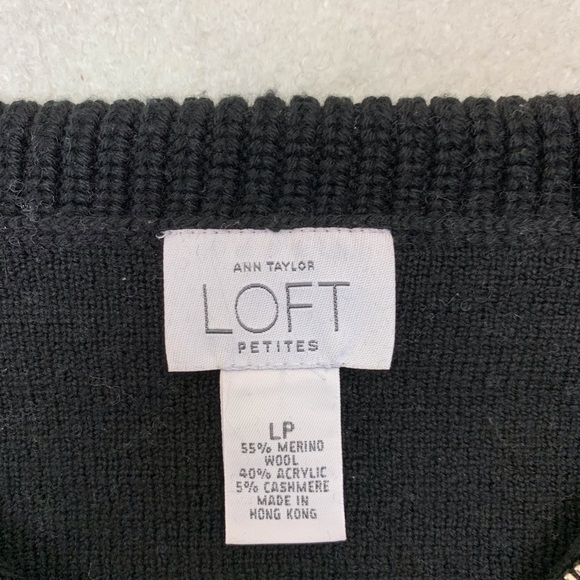 ANN TAYLOR
LOFT
PETITES
LP
55% MERINO
WOOL
40% ACRYLIC
5% CASHMERE
MADE IN
HONG KONG